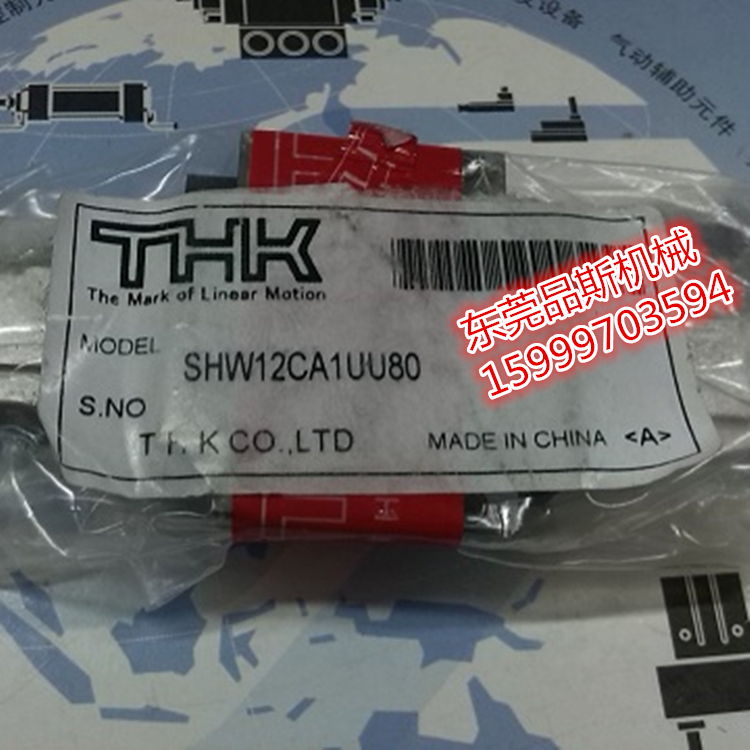 气动辅助元件
THK
The Mark of Linear Motion
东莞品斯机械
15999703594
MODEL
SHW12CA1UU80
S.NO
T H K CO.,LTD
MADE IN CHINA <A>